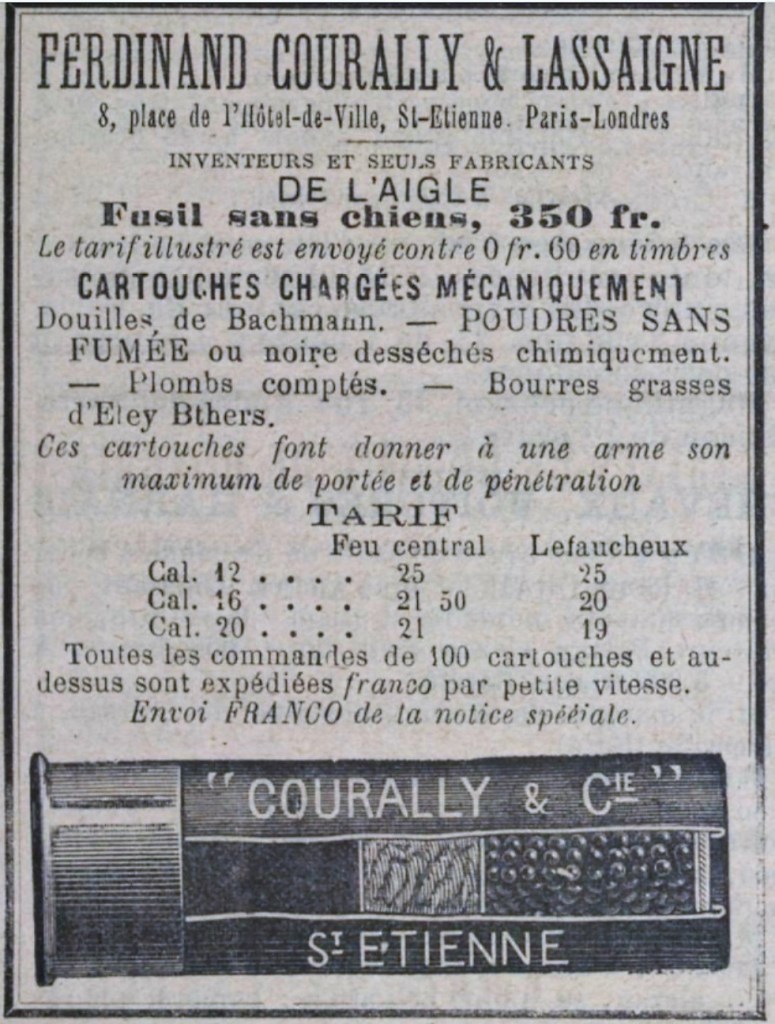 FERDINAND COURALLY & LASSAIGNE
8, place de l'Hôtel-de-Ville, St-Etienne. Paris-Londres
INVENTEURS ET SEULS FABRICANTS
DE L'AIGLE
Fusil sans chiens, 350 fr.
Le tarif illustré est envoyé contre 0 fr. 60 en timbres
CARTOUCHES CHARGÉES MÉCANIQUEMENT
Douilles, de Bachmann. — POUDRES SANS
FUMÉE ou noire desséchés chimiquement.
— Plombs comptés. — Bourres grasses
d'Eley Bthers.
Ces cartouches font donner à une arme son
maximum de portée et de pénétration
TARIF
Feu central Lefaucheux
Cal. 12 . . . . 25 25
Cal. 16 . . . . 21 50 20
Cal. 20 . . . . 21 19
Toutes les commandes de 100 cartouches et au-
dessus sont expédiées franco par petite vitesse.
Envoi FRANCO de la notice spééiale.
"COURALLY & CIE"
ST ETIENNE